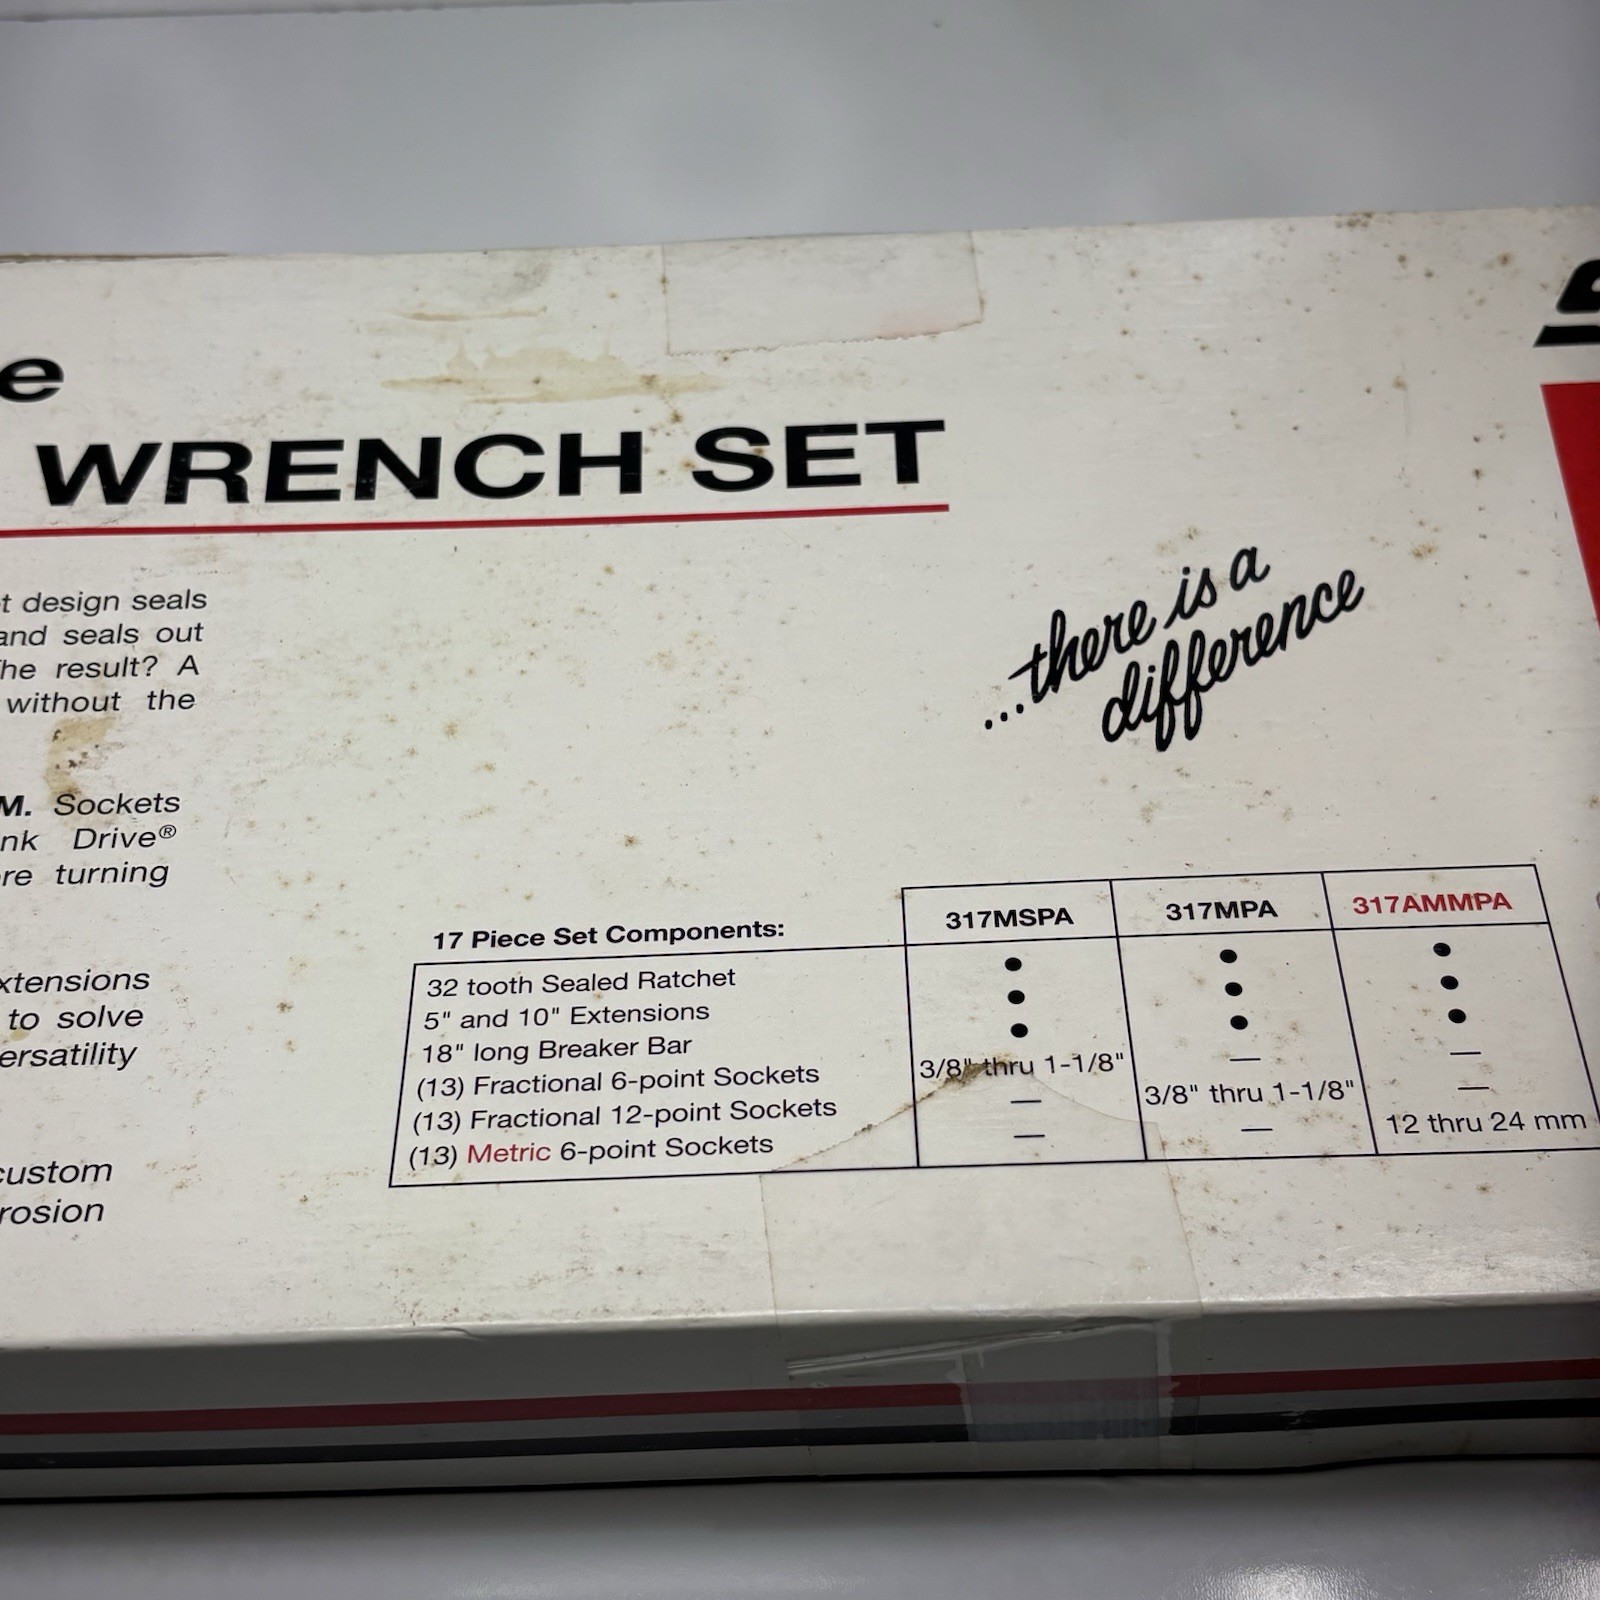 e
WRENCH SET
t design seals
and seals out
he result? A
without the
M. Sockets
nk Drive®
re turning
xtensions
to solve
ersatility
custom
rosion
...there is a
difference
17 Piece Set Components: 317MSPA 317MPA 317AMMPA
32 tooth Sealed Ratchet ● ● ●
5" and 10" Extensions ● ● ●
18" long Breaker Bar ● ● ●
(13) Fractional 6-point Sockets 3/8" thru 1-1/8" — —
(13) Fractional 12-point Sockets — 3/8" thru 1-1/8" —
(13) Metric 6-point Sockets — — 12 thru 24 mm